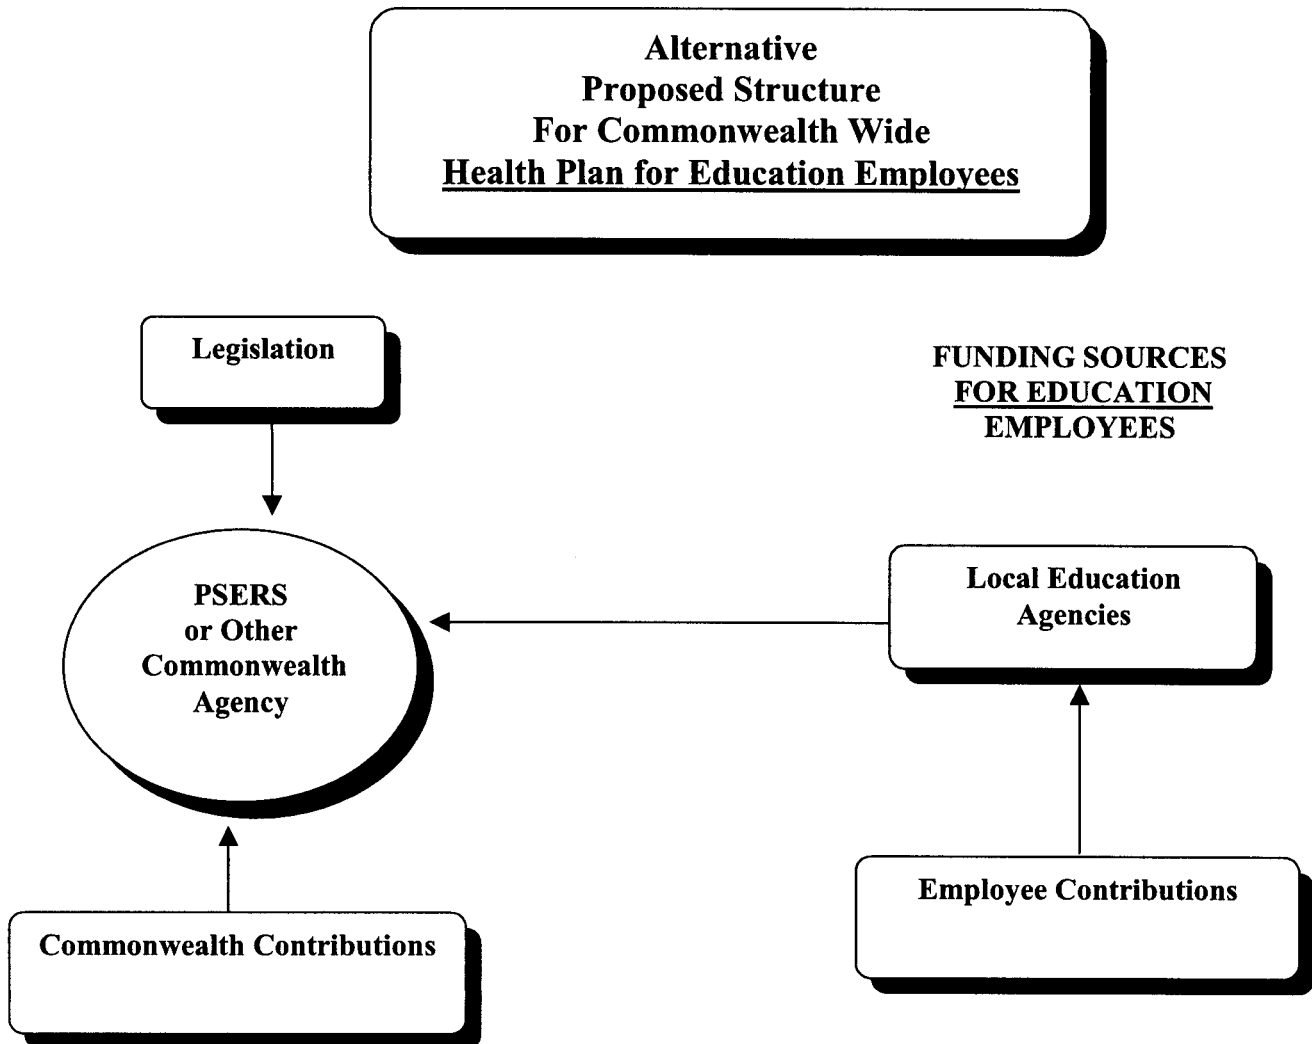 Alternative
Proposed Structure
For Commonwealth Wide
Health Plan for Education Employees
Legislation
FUNDING SOURCES
FOR EDUCATION
EMPLOYEES
PSERS
or Other
Commonwealth
Agency
Local Education
Agencies
Employee Contributions
Commonwealth Contributions